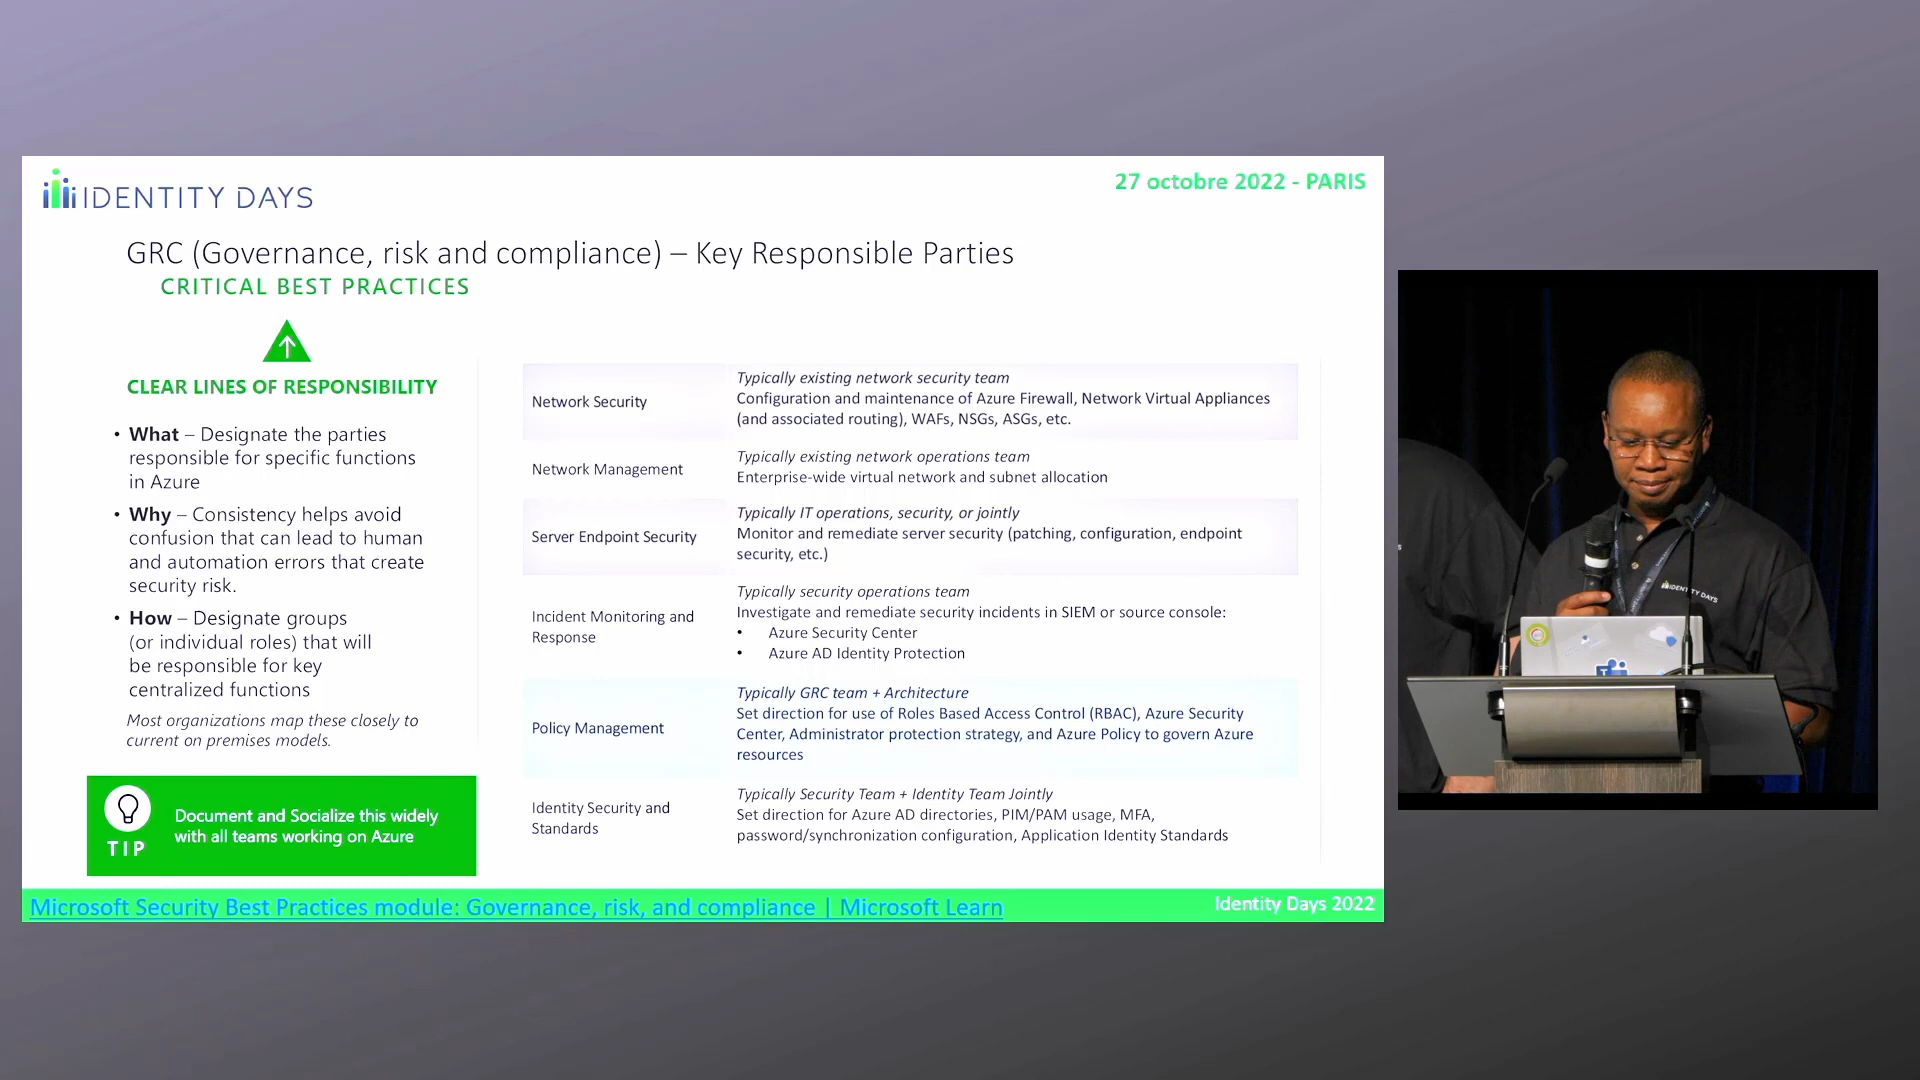 IDENTITY DAYS
27 octobre 2022 - PARIS
GRC (Governance, risk and compliance) – Key Responsible Parties
CRITICAL BEST PRACTICES
CLEAR LINES OF RESPONSIBILITY
• What – Designate the parties
responsible for specific functions
in Azure
• Why – Consistency helps avoid
confusion that can lead to human
and automation errors that create
security risk.
• How – Designate groups
(or individual roles) that will
be responsible for key
centralized functions
Most organizations map these closely to
current on premises models.
TIP
Document and Socialize this widely
with all teams working on Azure
Network Security
Typically existing network security team
Configuration and maintenance of Azure Firewall, Network Virtual Appliances
(and associated routing), WAFs, NSGs, ASGs, etc.
Network Management
Typically existing network operations team
Enterprise-wide virtual network and subnet allocation
Server Endpoint Security
Typically IT operations, security, or jointly
Monitor and remediate server security (patching, configuration, endpoint
security, etc.)
Incident Monitoring and
Response
Typically security operations team
Investigate and remediate security incidents in SIEM or source console:
• Azure Security Center
• Azure AD Identity Protection
Policy Management
Typically GRC team + Architecture
Set direction for use of Roles Based Access Control (RBAC), Azure Security
Center, Administrator protection strategy, and Azure Policy to govern Azure
resources
Identity Security and
Standards
Typically Security Team + Identity Team Jointly
Set direction for Azure AD directories, PIM/PAM usage, MFA,
password/synchronization configuration, Application Identity Standards
Microsoft Security Best Practices module: Governance, risk, and compliance | Microsoft Learn
Identity Days 2022
IDENTITY DAYS